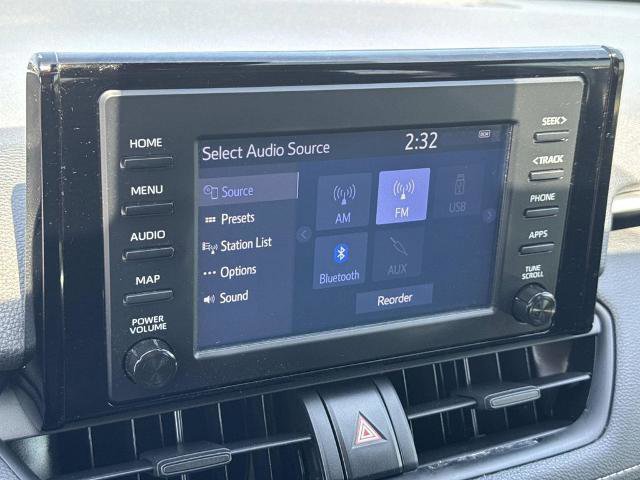 HOME
MENU
AUDIO
MAP
POWER
VOLUME
Select Audio Source
2:32
DCM
Source
Presets
Station List
Options
Sound
AM
FM
USB
Bluetooth
AUX
Reorder
SEEK>
<TRACK
PHONE
APPS
TUNE
SCROLL